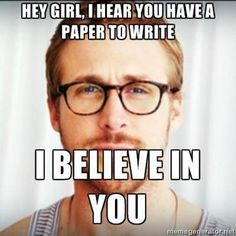 HEY GIRL, I HEAR YOU HAVE A
PAPER TO WRITE
I BELIEVE IN
YOU
memegenerator.net